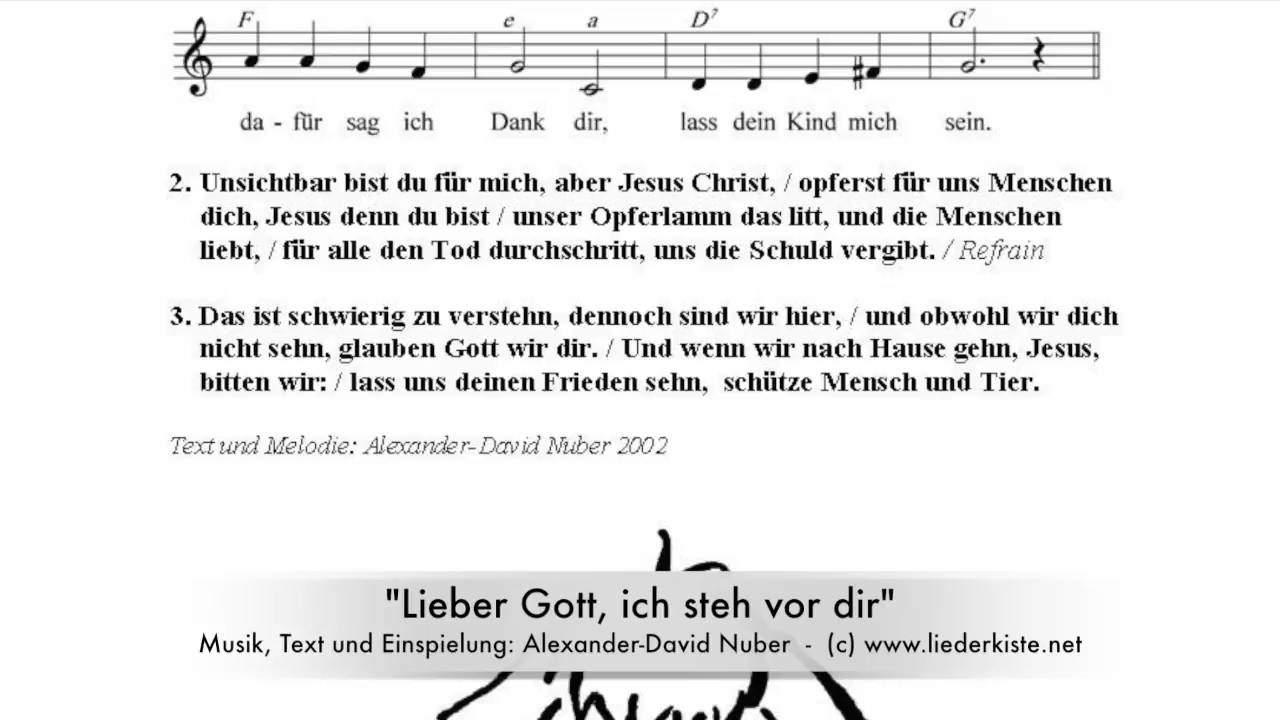 F e a D7 G7
da - für sag ich Dank dir, lass dein Kind mich sein.
2. Unsichtbar bist du für mich, aber Jesus Christ, / opferst für uns Menschen
dich, Jesus denn du bist / unser Opferlamm das litt, und die Menschen
liebt, / für alle den Tod durchschritt, uns die Schuld vergibt. / Refrain
3. Das ist schwierig zu verstehn, dennoch sind wir hier, / und obwohl wir dich
nicht sehn, glauben Gott wir dir. / Und wenn wir nach Hause gehn, Jesus,
bitten wir: / lass uns deinen Frieden sehn, schütze Mensch und Tier.
Text und Melodie: Alexander-David Nuber 2002
"Lieber Gott, ich steh vor dir"
Musik, Text und Einspielung: Alexander-David Nuber - (c) www.liederkiste.net